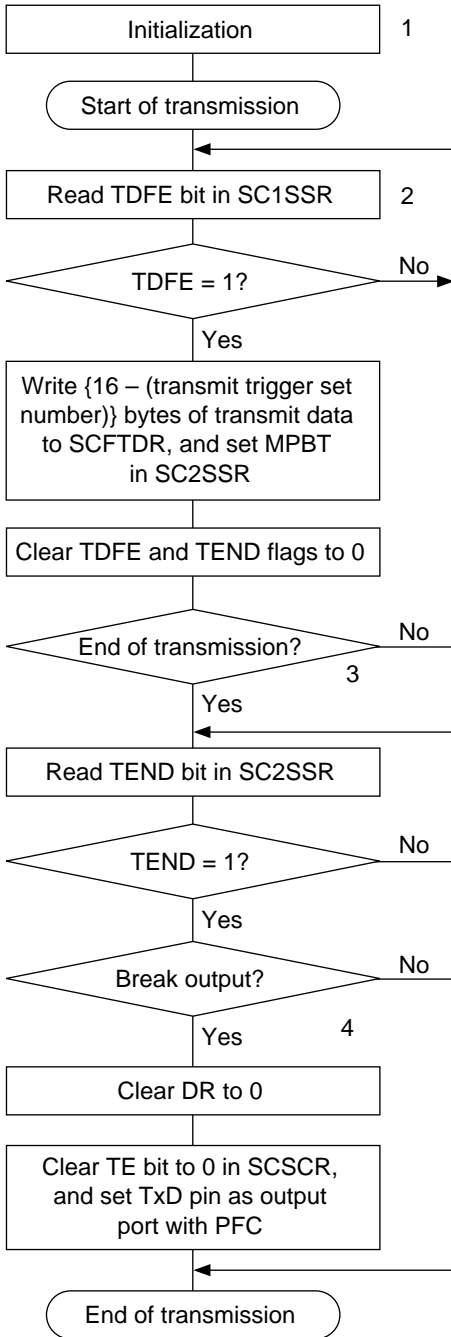 Initialization
1
Start of transmission
Read TDFE bit in SC1SSR
2
TDFE = 1?
No
Yes
Write {16 – (transmit trigger set
number)} bytes of transmit data
to SCFTDR, and set MPBT
in SC2SSR
Clear TDFE and TEND flags to 0
End of transmission?
No
3
Yes
Read TEND bit in SC2SSR
TEND = 1?
No
Yes
Break output?
No
4
Yes
Clear DR to 0
Clear TE bit to 0 in SCSCR,
and set TxD pin as output
port with PFC
End of transmission